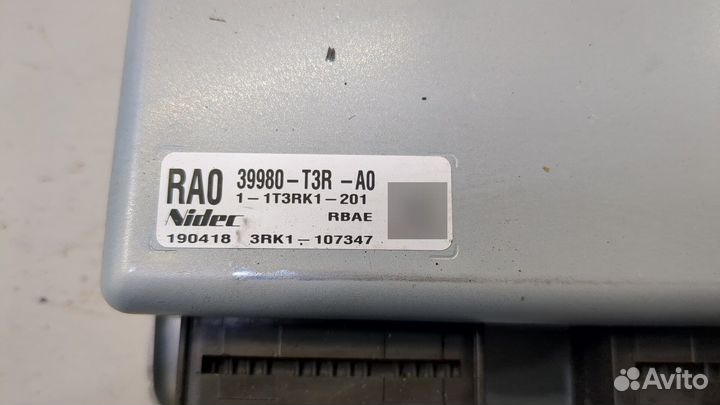 RA0 39980-T3R -A0
1-1T3RK1-201
Nidec RBAE
190418 3RK1-107347
Avito